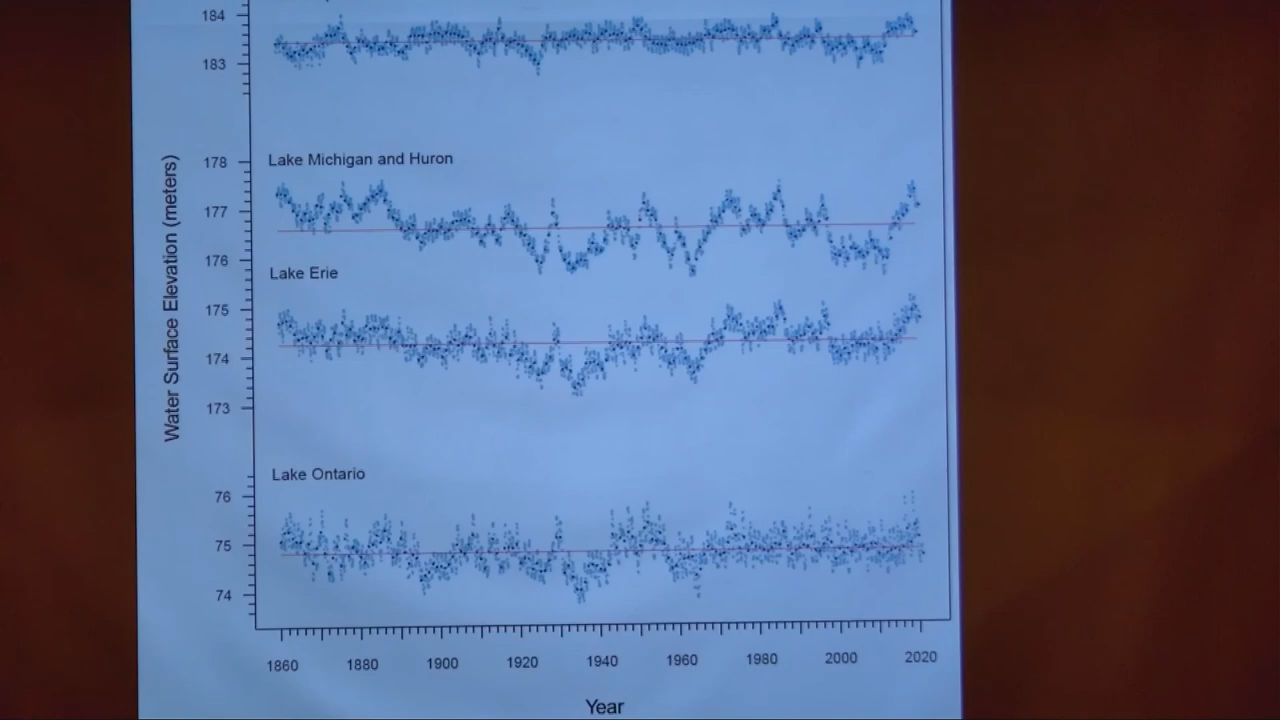 184
183
178
Lake Michigan and Huron
177
176
Lake Erie
175
174
173
Lake Ontario
76
75
74
1860 1880 1900 1920 1940 1960 1980 2000 2020
Year
Water Surface Elevation (meters)